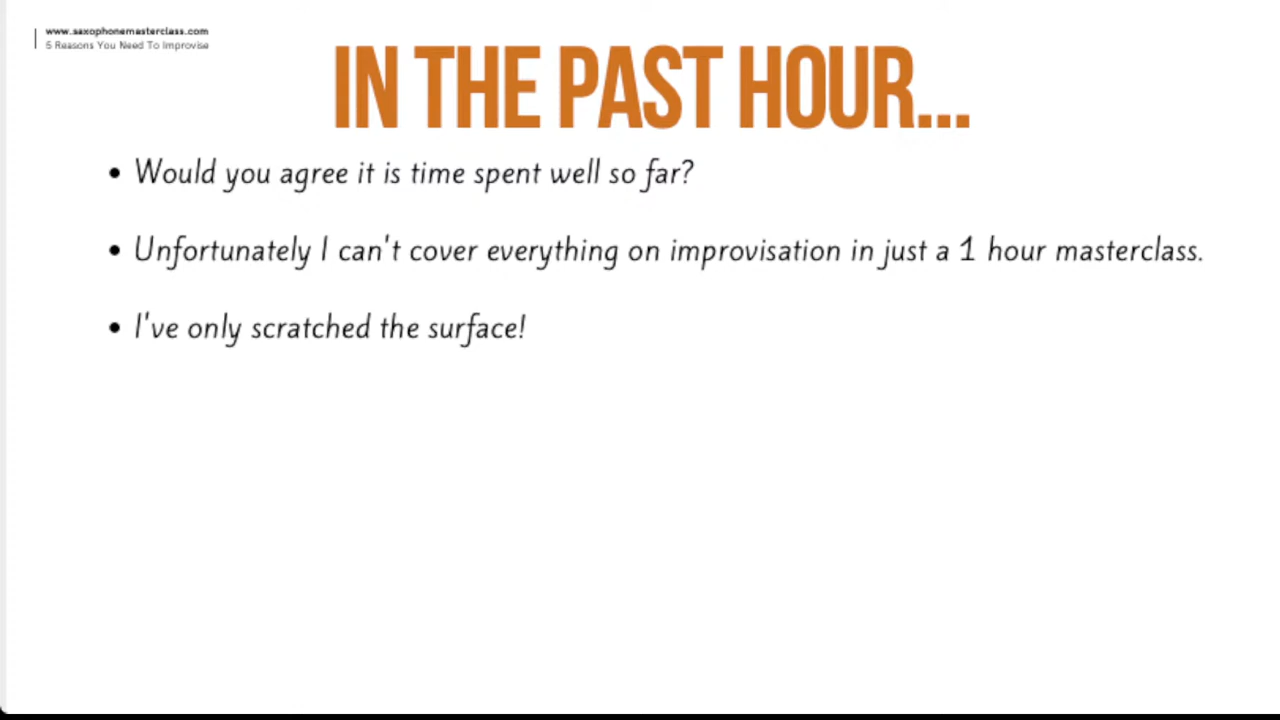 www.saxophonemasterclass.com
5 Reasons You Need To Improvise
IN THE PAST HOUR...
• Would you agree it is time spent well so far?
• Unfortunately I can't cover everything on improvisation in just a 1 hour masterclass.
• I've only scratched the surface!